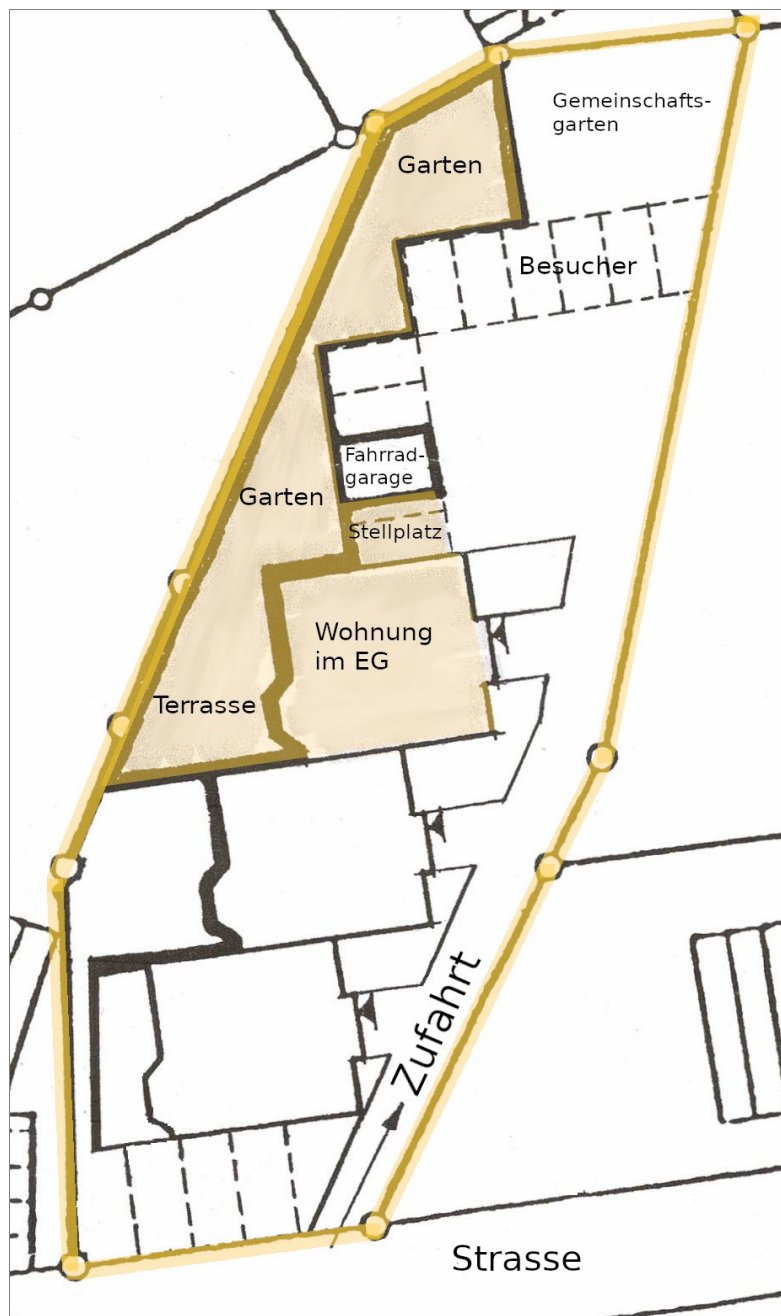 Gemeinschafts-
garten
Garten
Besucher
Fahrrad-
garage
Garten
Stellplatz
Wohnung
im EG
Terrasse
Zufahrt
Strasse